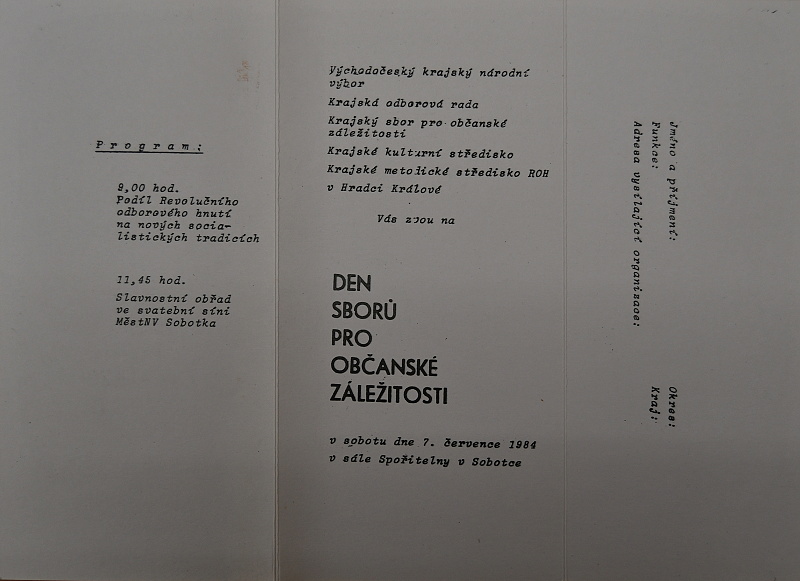 Program:
9,00 hod.
Podíl Revolučního
odborového hnutí
na nových socia-
listických tradicích
11,45 hod.
Slavnostní obřad
ve svatební síni
MěstNV Sobotka
Východočeský krajský národní
výbor
Krajská odborová rada
Krajský sbor pro občanské
záležitosti
Krajské kulturní středisko
Krajské metodické středisko ROH
v Hradci Králové
Vás zvou na
DEN
SBORŮ
PRO
OBČANSKÉ
ZÁLEŽITOSTI
v sobotu dne 7. července 1984
v sále Spořitelny v Sobotce
Jméno a příjmení:
Okres:
Funkce:
Kraj:
Adresa vysílající organizace: